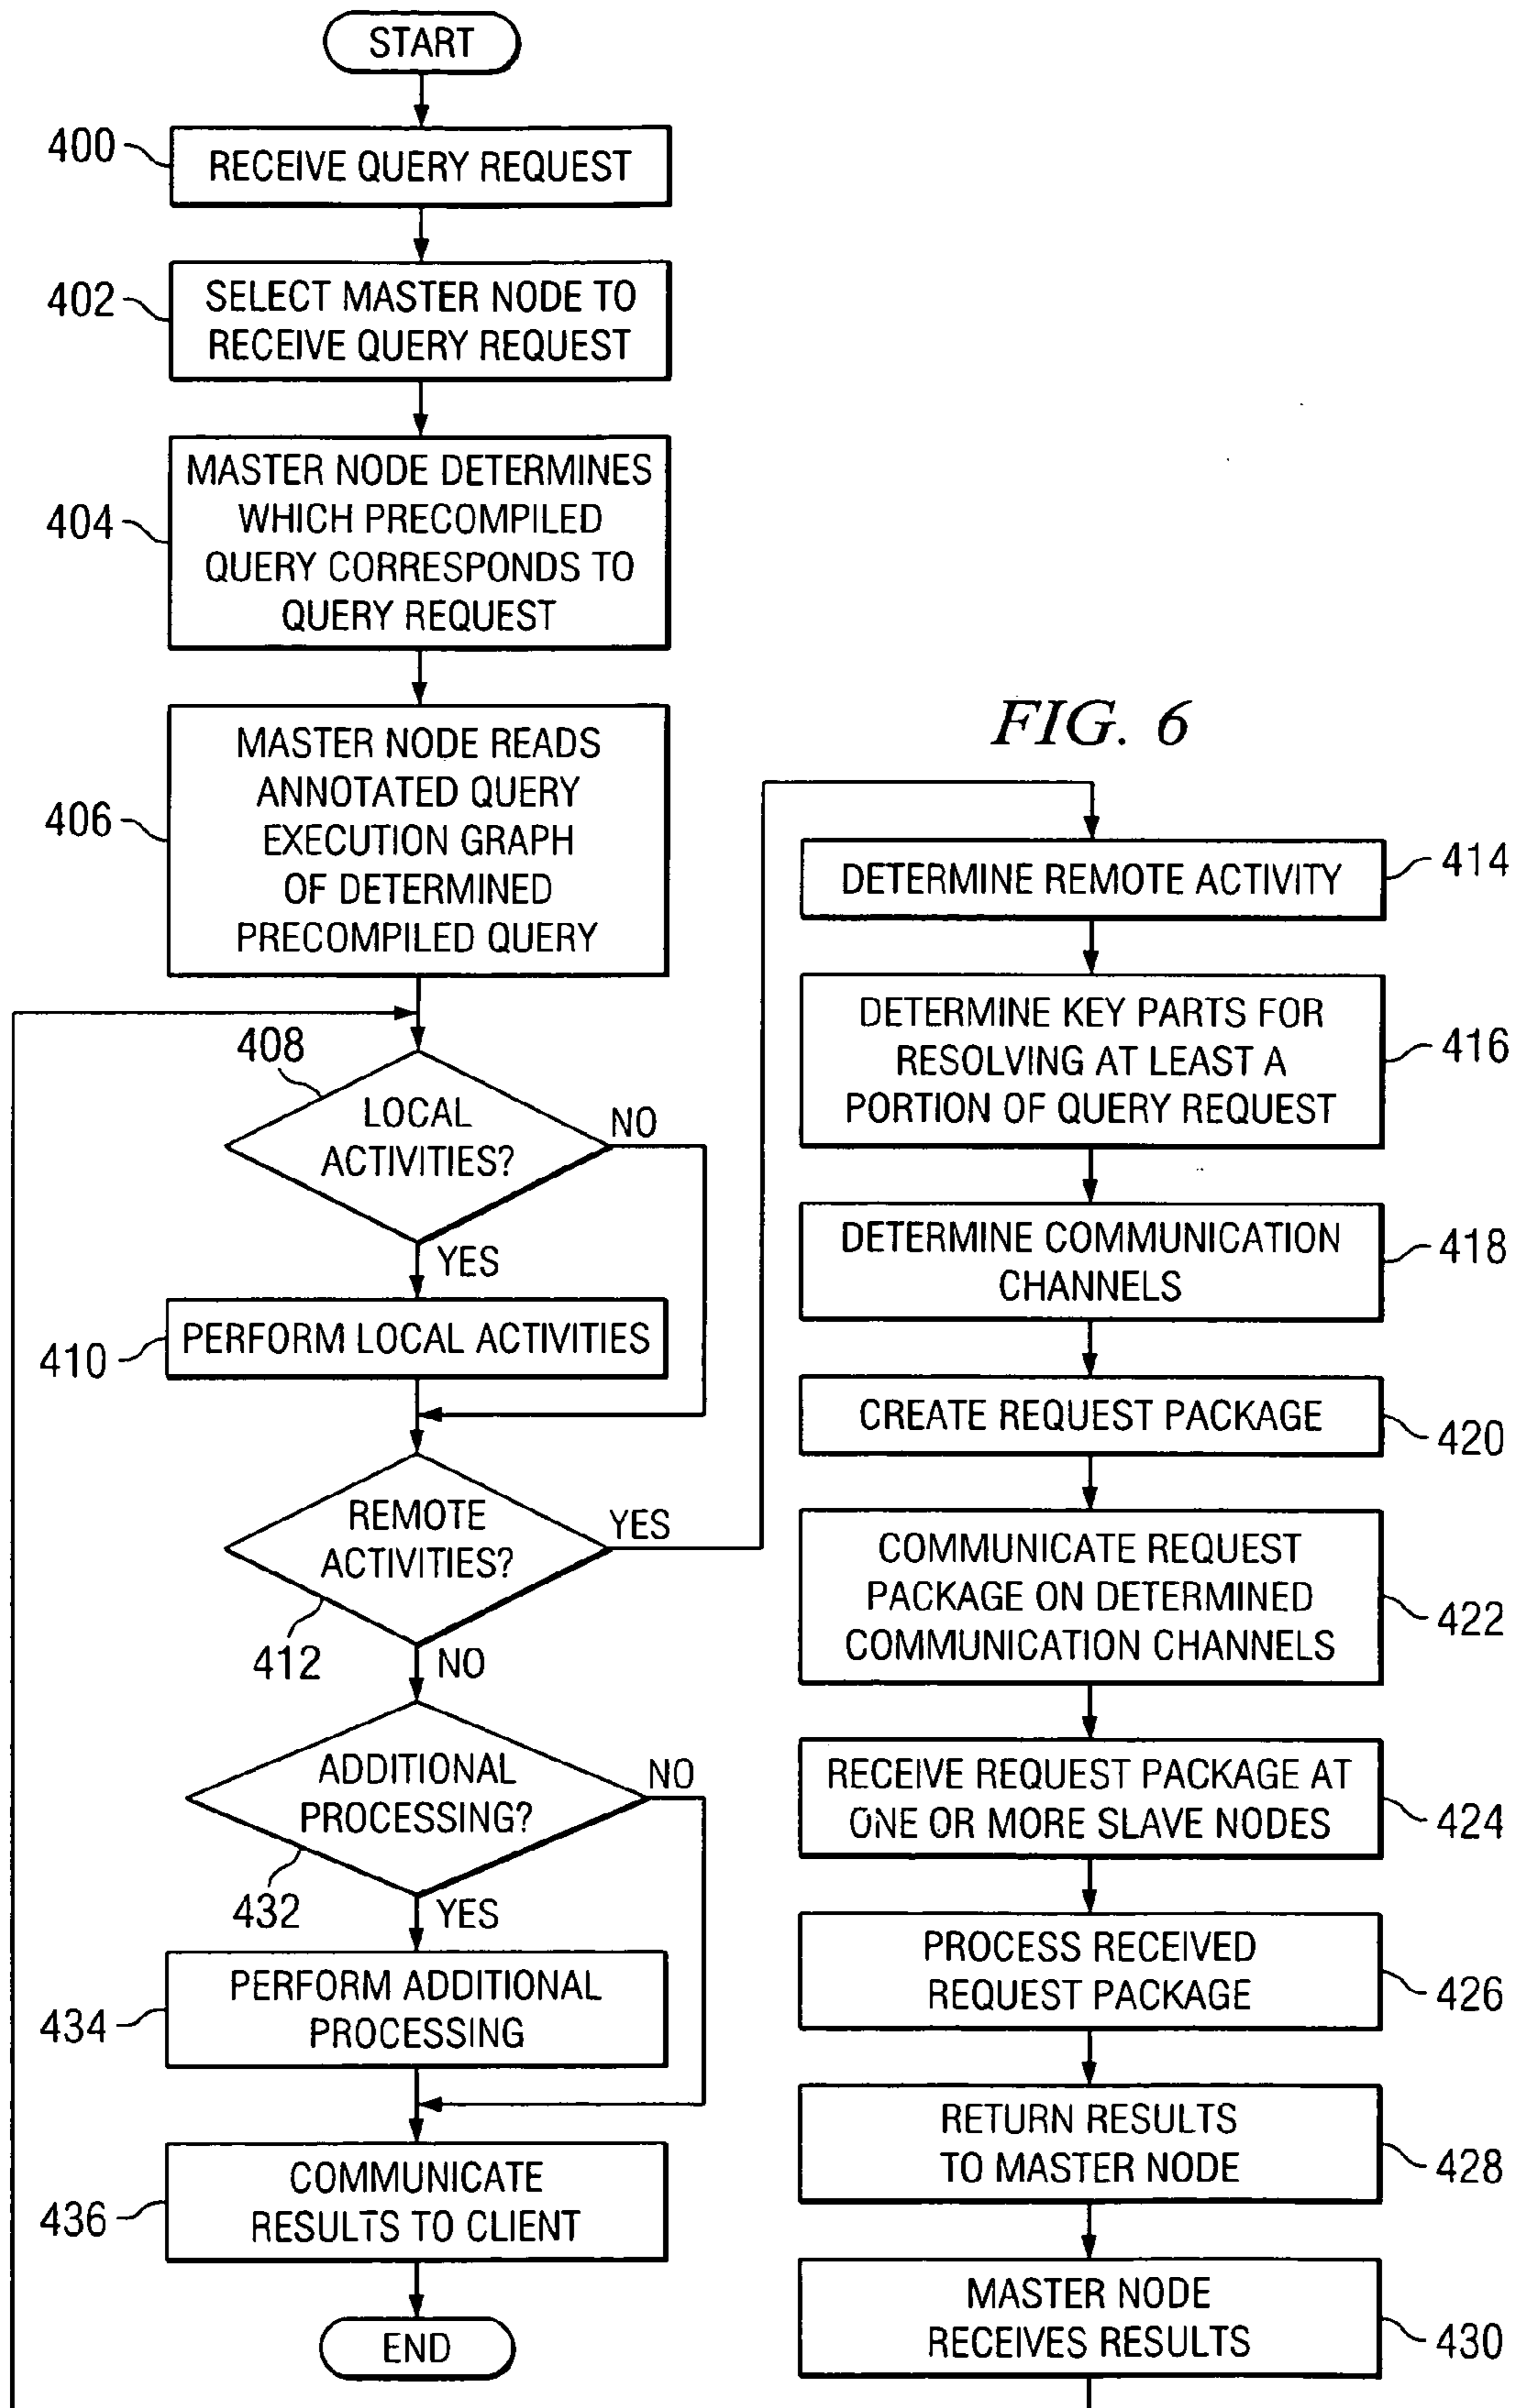 START
400
RECEIVE QUERY REQUEST
402
SELECT MASTER NODE TO
RECEIVE QUERY REQUEST
404
MASTER NODE DETERMINES
WHICH PRECOMPILED
QUERY CORRESPONDS TO
QUERY REQUEST
406
MASTER NODE READS
ANNOTATED QUERY
EXECUTION GRAPH
OF DETERMINED
PRECOMPILED QUERY
408
LOCAL
ACTIVITIES?
NO
YES
410
PERFORM LOCAL ACTIVITIES
REMOTE
ACTIVITIES?
YES
412
NO
ADDITIONAL
PROCESSING?
NO
432
YES
434
PERFORM ADDITIONAL
PROCESSING
436
COMMUNICATE
RESULTS TO CLIENT
END
FIG. 6
DETERMINE REMOTE ACTIVITY
414
DETERMINE KEY PARTS FOR
RESOLVING AT LEAST A
PORTION OF QUERY REQUEST
416
DETERMINE COMMUNICATION
CHANNELS
418
CREATE REQUEST PACKAGE
420
COMMUNICATE REQUEST
PACKAGE ON DETERMINED
COMMUNICATION CHANNELS
422
RECEIVE REQUEST PACKAGE AT
ONE OR MORE SLAVE NODES
424
PROCESS RECEIVED
REQUEST PACKAGE
426
RETURN RESULTS
TO MASTER NODE
428
MASTER NODE
RECEIVES RESULTS
430